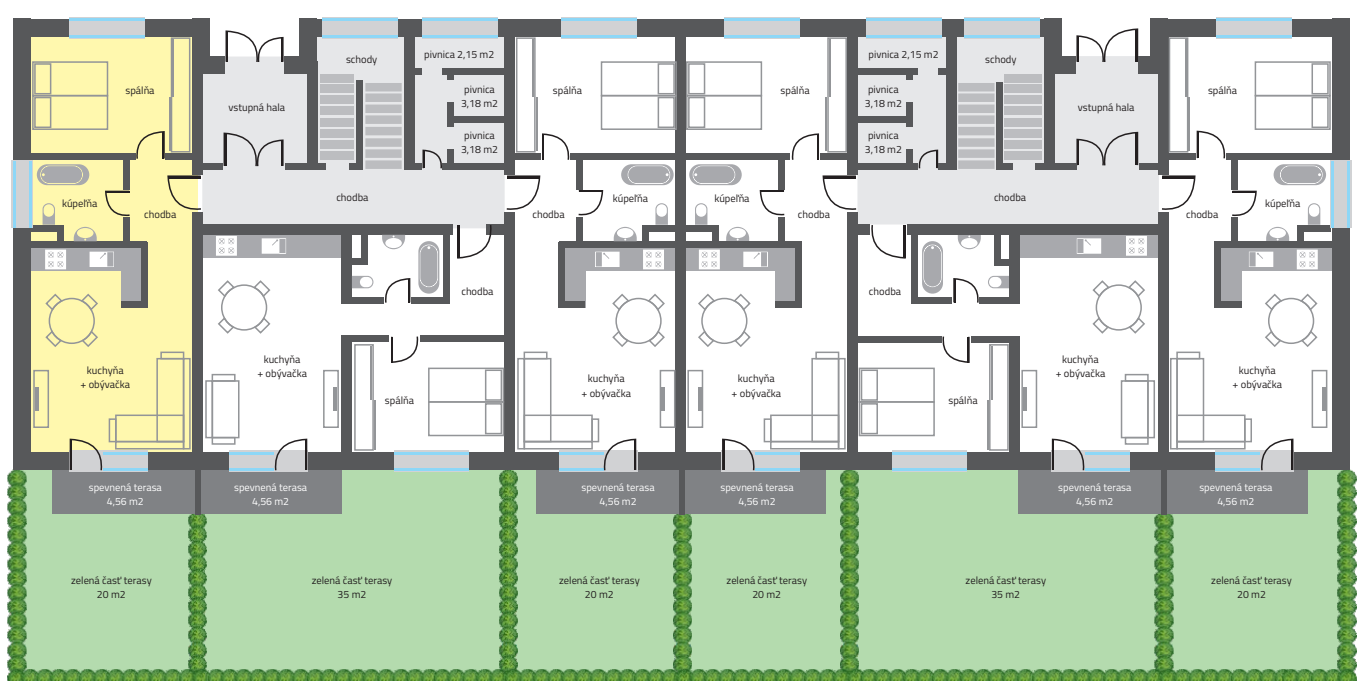 pivnica 2,15 m2
pivnica 2,15 m2
schody
schody
spálňa
pivnica
3,18 m2
spálňa
spálňa
pivnica
3,18 m2
spálňa
vstupná hala
vstupná hala
pivnica
3,18 m2
pivnica
3,18 m2
kúpeľňa
chodba
chodba
kúpeľňa
chodba
kúpeľňa
chodba
chodba
chodba
kúpeľňa
chodba
chodba
kuchyňa
+ obývačka
kuchyňa
+ obývačka
spálňa
kuchyňa
+ obývačka
kuchyňa
+ obývačka
spálňa
kuchyňa
+ obývačka
kuchyňa
+ obývačka
spevnená terasa
4,56 m2
spevnená terasa
4,56 m2
spevnená terasa
4,56 m2
spevnená terasa
4,56 m2
spevnená terasa
4,56 m2
spevnená terasa
4,56 m2
zelená časť terasy
20 m2
zelená časť terasy
35 m2
zelená časť terasy
20 m2
zelená časť terasy
20 m2
zelená časť terasy
35 m2
zelená časť terasy
20 m2